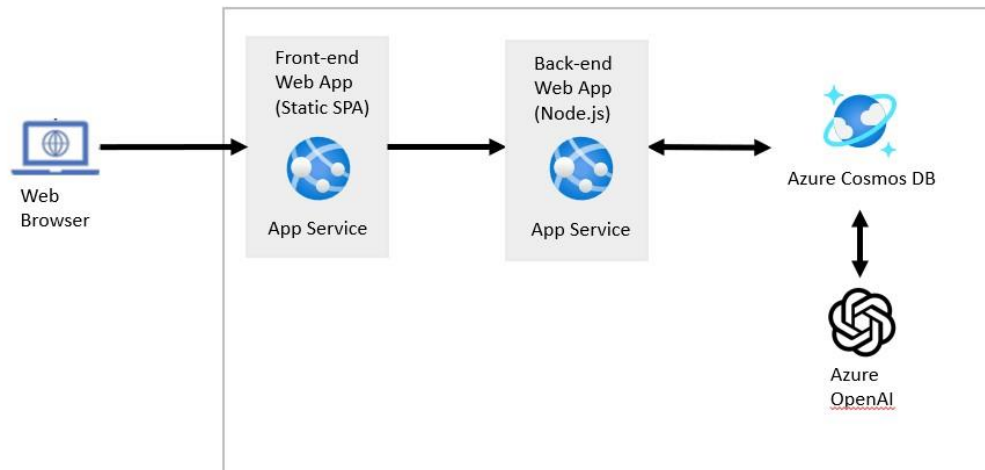 Front-end
Web App
(Static SPA)
App Service
Back-end
Web App
(Node.js)
App Service
Web
Browser
Azure Cosmos DB
Azure
OpenAI